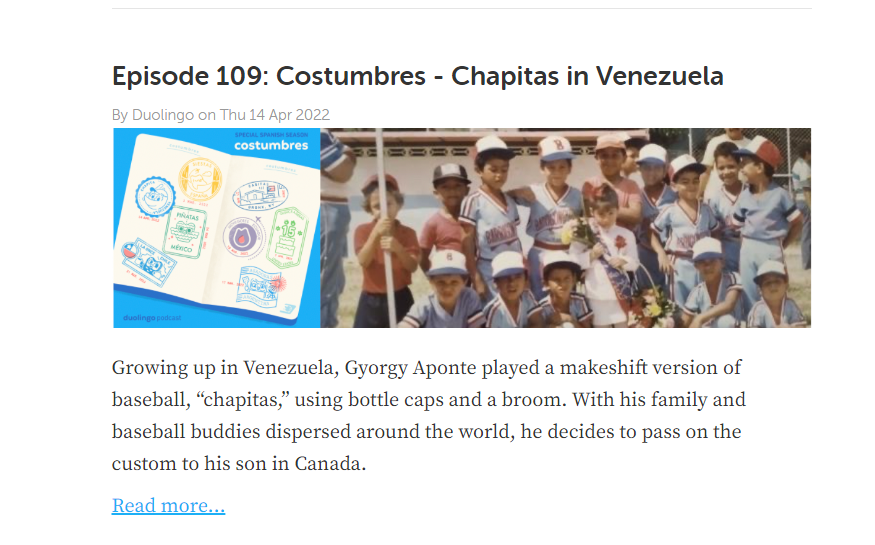 Episode 109: Costumbres - Chapitas in Venezuela
By Duolingo on Thu 14 Apr 2022
SPECIAL SPANISH SEASON
costumbres
PIÑATAS
MÉXICO
15
duolingo podcast
B
Growing up in Venezuela, Gyorgy Aponte played a makeshift version of
baseball, “chapitas,” using bottle caps and a broom. With his family and
baseball buddies dispersed around the world, he decides to pass on the
custom to his son in Canada.
Read more...